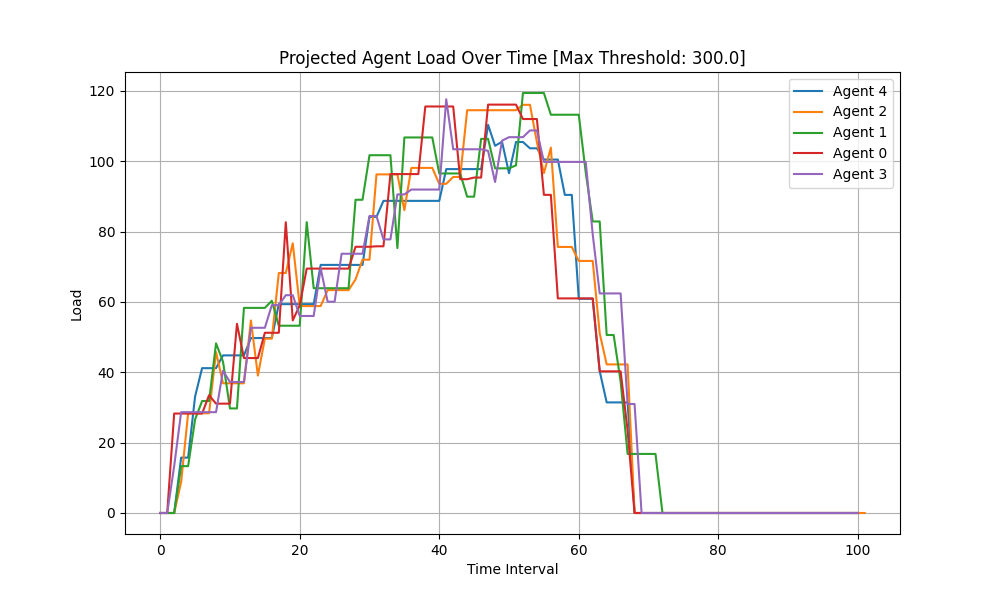 Projected Agent Load Over Time [Max Threshold: 300.0]
Load
120
100
80
60
40
20
0
Agent 4
Agent 2
Agent 1
Agent 0
Agent 3
0 20 40 60 80 100
Time Interval